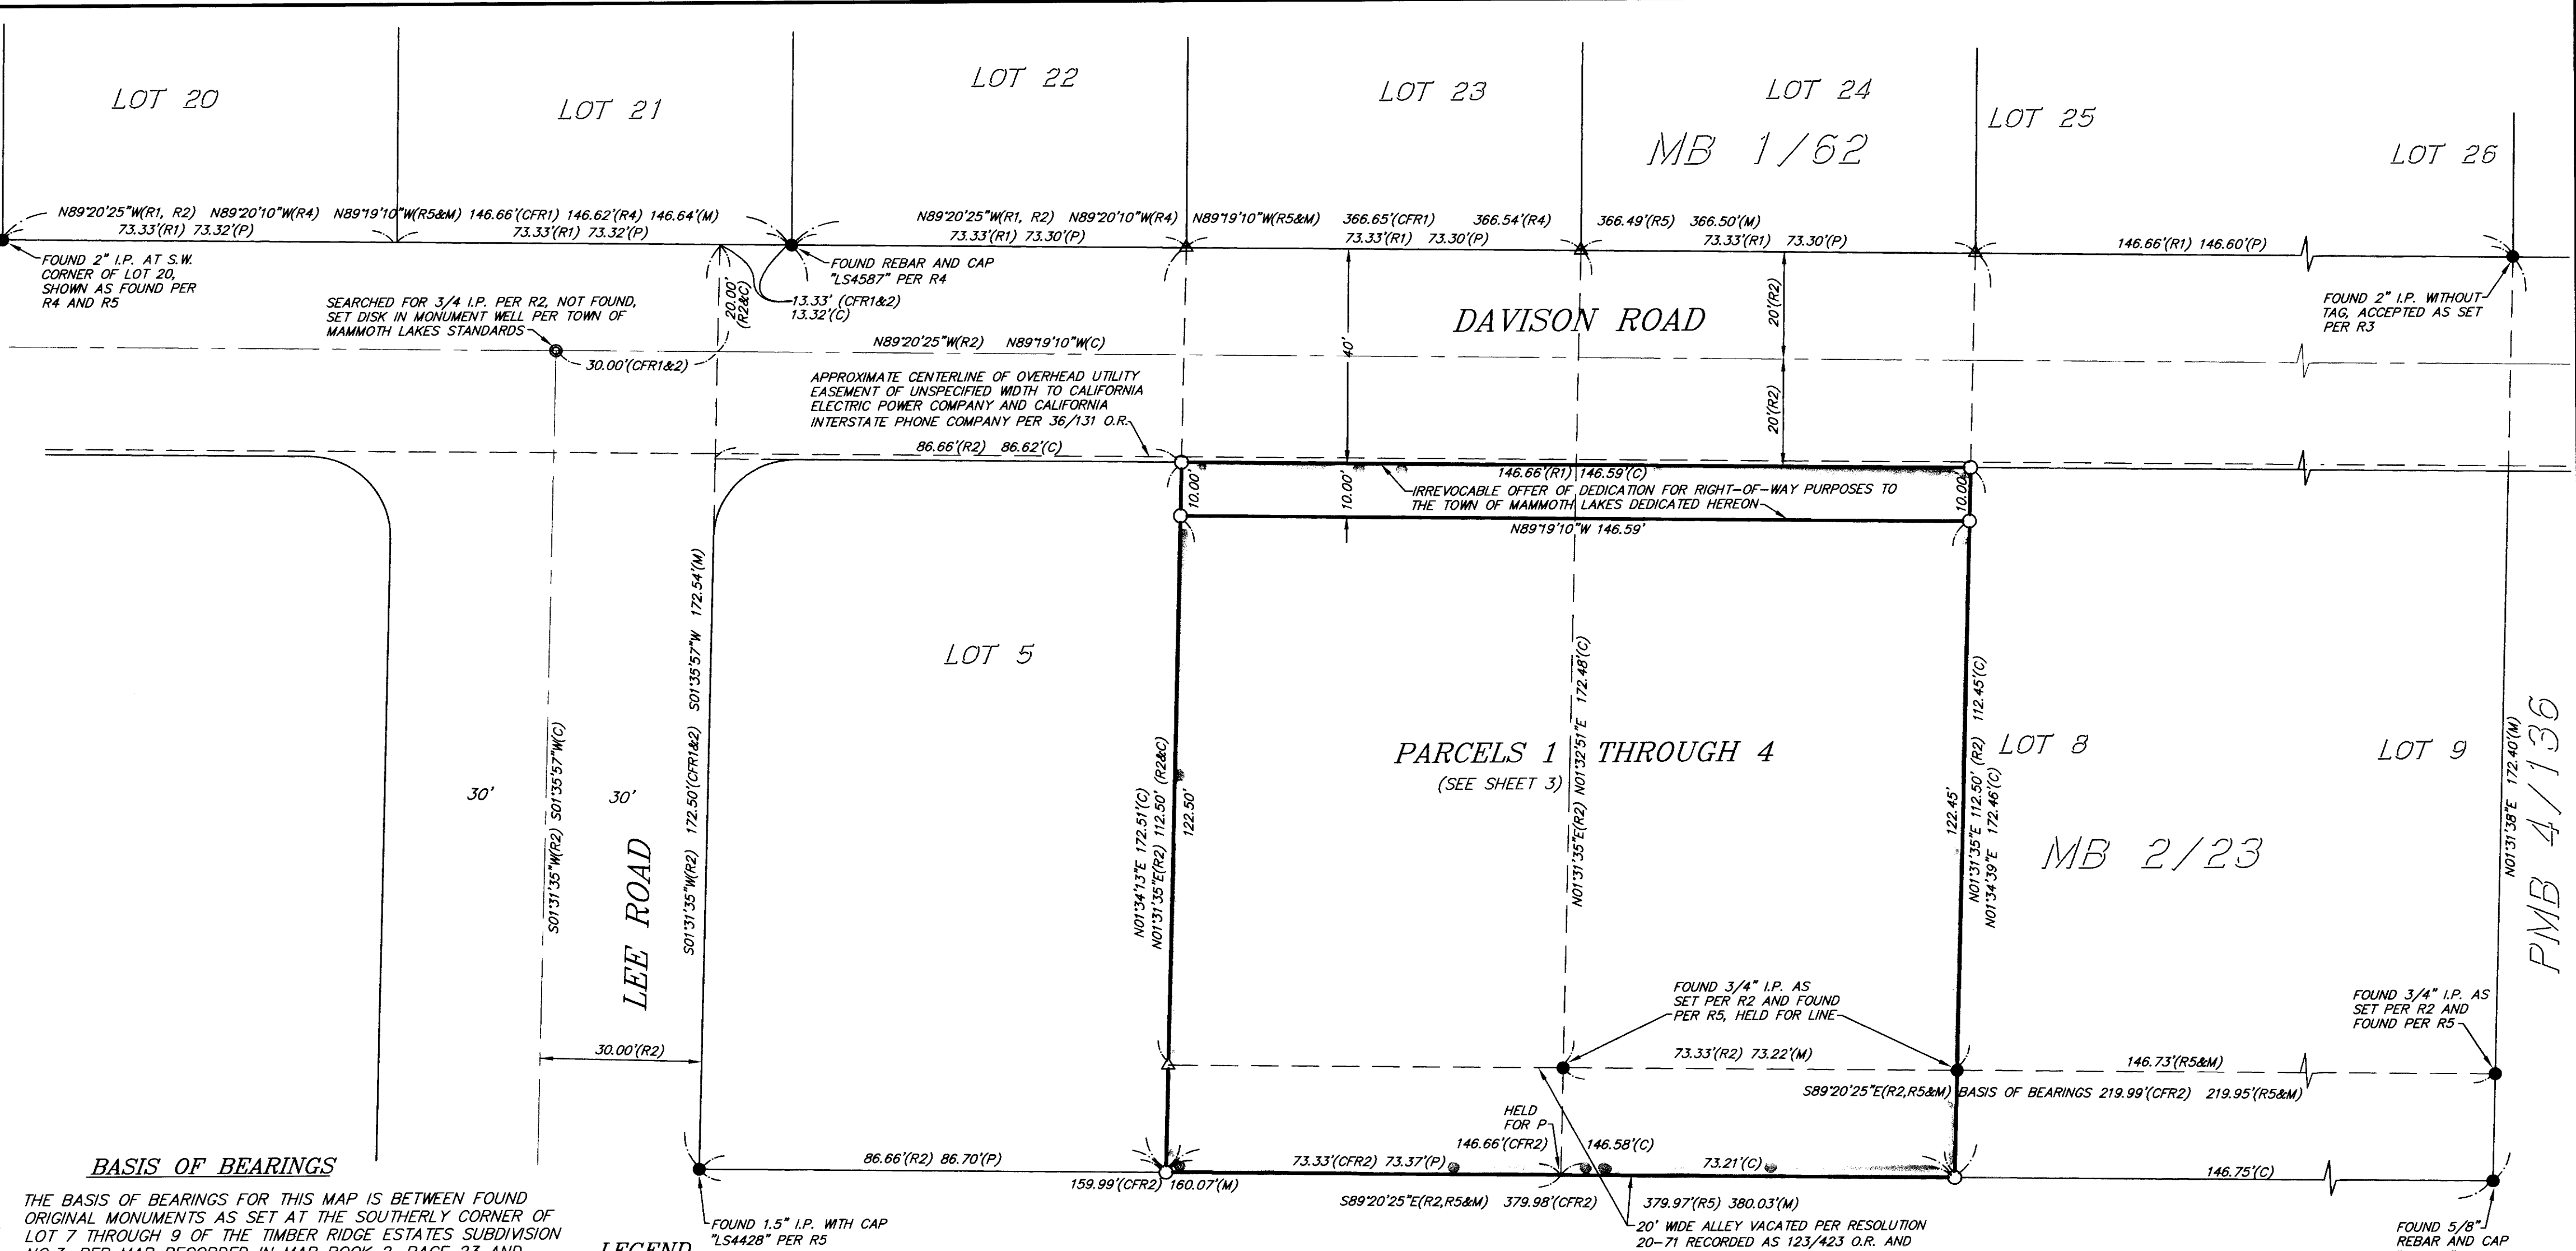 LOT 20
LOT 21
LOT 22
LOT 23
LOT 24
LOT 25
LOT 26
MB 1/62
N89°20'25"W(R1, R2) N89°20'10"W(R4) N89°19'10"W(R5&M) 146.66'(CFR1) 146.62'(R4) 146.64'(M)
73.33'(R1) 73.32'(P)
73.33'(R1) 73.32'(P)
N89°20'25"W(R1, R2) N89°20'10"W(R4) N89°19'10"W(R5&M) 366.65'(CFR1) 366.54'(R4) 366.49'(R5) 366.50'(M)
73.33'(R1) 73.30'(P)
73.33'(R1) 73.30'(P)
73.33'(R1) 73.30'(P)
146.66'(R1) 146.60'(P)
FOUND 2" I.P. AT S.W.
CORNER OF LOT 20,
SHOWN AS FOUND PER
R4 AND R5
SEARCHED FOR 3/4 I.P. PER R2, NOT FOUND,
SET DISK IN MONUMENT WELL PER TOWN OF
MAMMOTH LAKES STANDARDS
20.00'
(R2&C)
FOUND REBAR AND CAP
"LS4587" PER R4
13.33' (CFR1&2)
13.32'(C)
30.00'(CFR1&2)
N89°20'25"W(R2) N89°19'10"W(C)
40'
DAVISON ROAD
20'(R2)
20'(R2)
FOUND 2" I.P. WITHOUT
TAG, ACCEPTED AS SET
PER R3
APPROXIMATE CENTERLINE OF OVERHEAD UTILITY
EASEMENT OF UNSPECIFIED WIDTH TO CALIFORNIA
ELECTRIC POWER COMPANY AND CALIFORNIA
INTERSTATE PHONE COMPANY PER 36/131 O.R.
86.66'(R2) 86.62'(C)
146.66'(R1) 146.59'(C)
10.00'
10.00'
10.00'
IRREVOCABLE OFFER OF DEDICATION FOR RIGHT-OF-WAY PURPOSES TO
THE TOWN OF MAMMOTH LAKES DEDICATED HEREON
N89°19'10"W 146.59'
S01°31'35"W(R2) S01°35'57"W(C)
30'
30'
LEE ROAD
S01°31'35"W(R2) 172.50'(CFR1&2) S01°35'57"W 172.54'(M)
LOT 5
N01°34'13"E 172.51'(C)
N01°31'35"E(R2) 112.50' (R2&C)
122.50'
PARCELS 1 THROUGH 4
(SEE SHEET 3)
N01°31'35"E(R2) N01°32'51"E 172.48'(C)
122.45'
N01°31'35"E 112.50' (R2) 112.45'(C)
N01°34'39"E 172.46'(C)
LOT 8
LOT 9
MB 2/23
N01°31'38"E 172.40'(M)
PMB 4/136
FOUND 3/4" I.P. AS
SET PER R2 AND FOUND
PER R5, HELD FOR LINE
FOUND 3/4" I.P. AS
SET PER R2 AND
FOUND PER R5
30.00'(R2)
73.33'(R2) 73.22'(M)
146.73'(R5&M)
S89°20'25"E(R2,R5&M) BASIS OF BEARINGS 219.99'(CFR2) 219.95'(R5&M)
HELD
FOR P
146.66'(CFR2) 146.58'(C)
86.66'(R2) 86.70'(P)
73.33'(CFR2) 73.37'(P)
73.21'(C)
146.75'(C)
159.99'(CFR2) 160.07'(M)
S89°20'25"E(R2,R5&M) 379.98'(CFR2) 379.97'(R5) 380.03'(M)
20' WIDE ALLEY VACATED PER RESOLUTION
20-71 RECORDED AS 123/423 O.R. AND
FOUND 1.5" I.P. WITH CAP
"LS4428" PER R5
FOUND 5/8"
REBAR AND CAP
BASIS OF BEARINGS
THE BASIS OF BEARINGS FOR THIS MAP IS BETWEEN FOUND
ORIGINAL MONUMENTS AS SET AT THE SOUTHERLY CORNER OF
LOT 7 THROUGH 9 OF THE TIMBER RIDGE ESTATES SUBDIVISION
NO.3, PER MAP RECORDED IN MAP BOOK 2, PAGE 23 AND
LEGEND